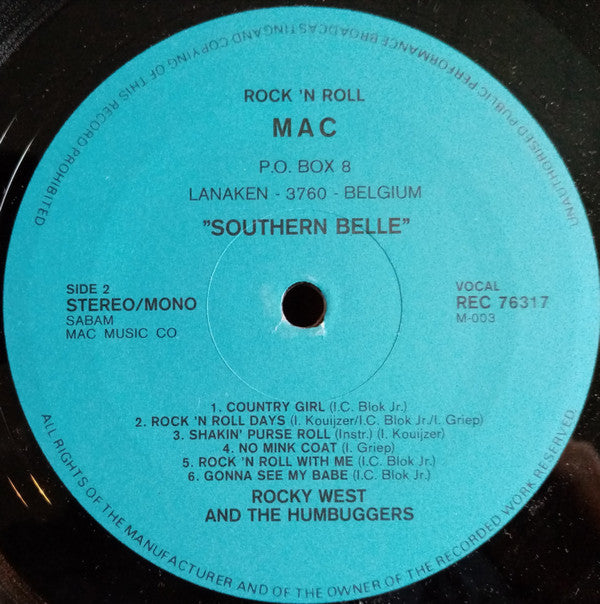 ROCK 'N ROLL
MAC
P.O. BOX 8
LANAKEN - 3760 - BELGIUM
"SOUTHERN BELLE"
SIDE 2
STEREO/MONO
SABAM
MAC MUSIC CO
VOCAL
REC 76317
M-003
1. COUNTRY GIRL (I.C. Blok Jr.)
2. ROCK 'N ROLL DAYS (I. Kouijzer/I.C. Blok Jr./I. Griep)
3. SHAKIN' PURSE ROLL (Instr.) (I. Kouijzer)
4. NO MINK COAT (I. Griep)
5. ROCK 'N ROLL WITH ME (I.C. Blok Jr.)
6. GONNA SEE MY BABE (I.C. Blok Jr.)
ROCKY WEST
AND THE HUMBUGGERS
ALL RIGHTS OF THE MANUFACTURER AND OF THE OWNER OF THE RECORDED WORK RESERVED.
UNAUTHORISED PUBLIC PERFORMANCE BROADCASTING AND COPYING OF THIS RECORD PROHIBITED